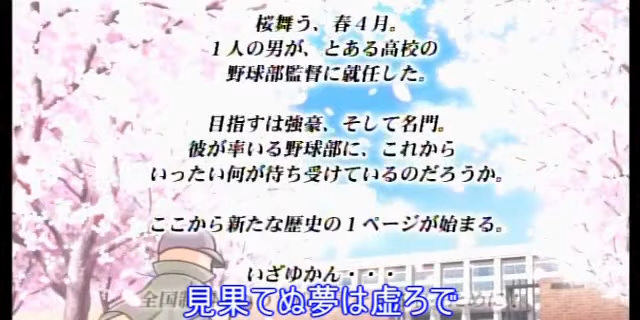 桜舞う、春４月。
１人の男が、とある高校の
野球部監督に就任した。
目指すは強豪、そして名門。
彼が率いる野球部に、これから
いったい何が待ち受けているのだろうか。
ここから新たな歴史の１ページが始まる。
いざゆかん・・・
全国制
見果てぬ夢は虚ろで